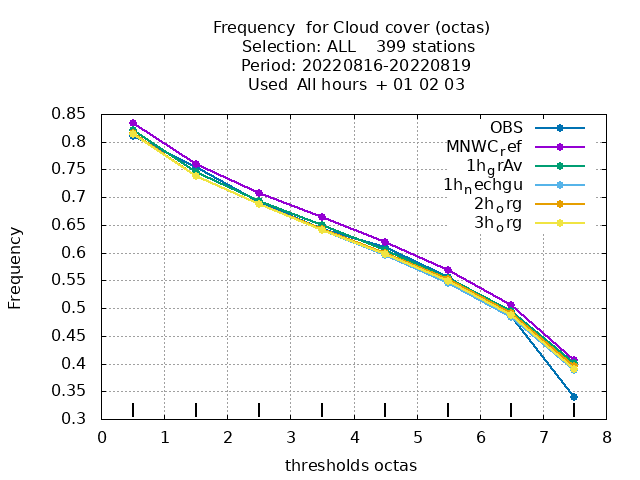 Frequency  for Cloud cover (octas)
Selection: ALL    399 stations
Period: 20220816-20220819
Used  All hours  + 01 02 03
0.85
0.8
0.75
0.7
0.65
0.6
0.55
0.5
0.45
0.4
0.35
0.3
Frequency
OBS
MNWC_ref
1h_grAv
1h_nechgu
2h_org
3h_org
0 1 2 3 4 5 6 7 8
thresholds octas